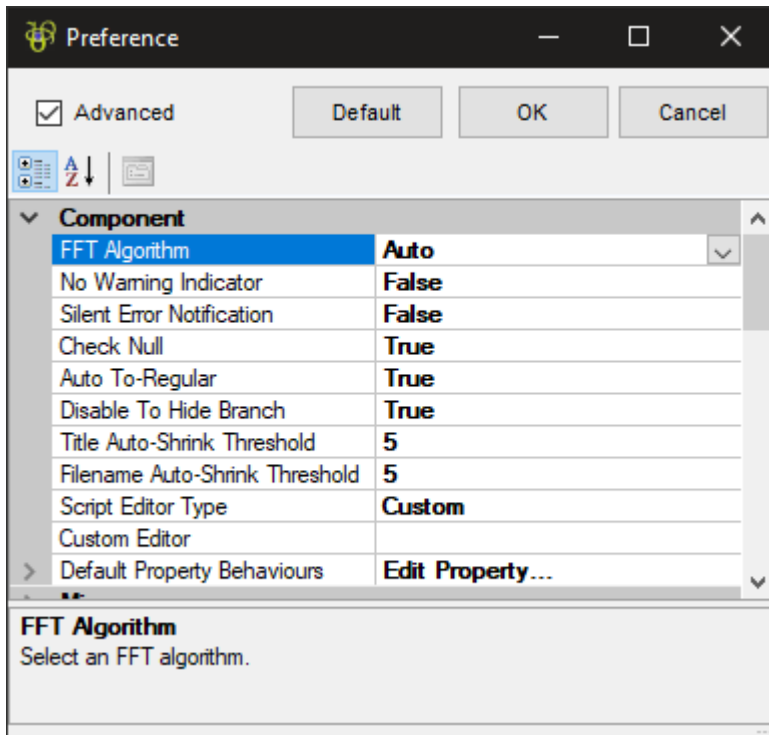 Preference
Advanced
Default
OK
Cancel
Component
FFT Algorithm Auto
No Warning Indicator False
Silent Error Notification False
Check Null True
Auto To-Regular True
Disable To Hide Branch True
Title Auto-Shrink Threshold 5
Filename Auto-Shrink Threshold 5
Script Editor Type Custom
Custom Editor
Default Property Behaviours Edit Property...
FFT Algorithm
Select an FFT algorithm.